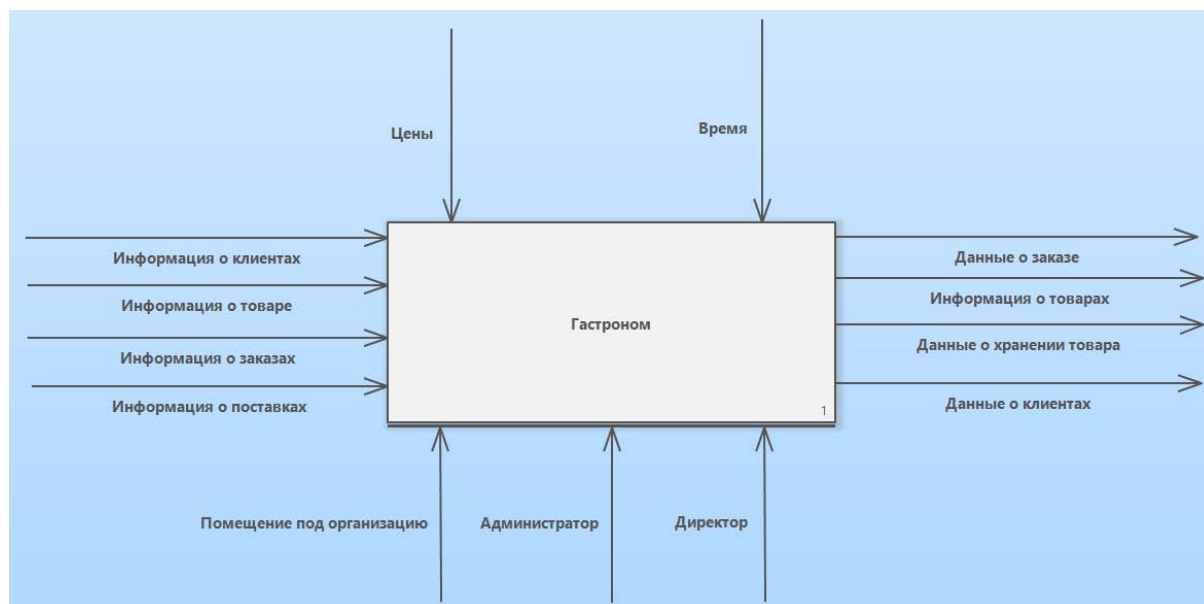 Цены
Время
Информация о клиентах
Информация о товаре
Информация о заказах
Информация о поставках
Гастроном
1
Данные о заказе
Информация о товарах
Данные о хранении товара
Данные о клиентах
Помещение под организацию
Администратор
Директор